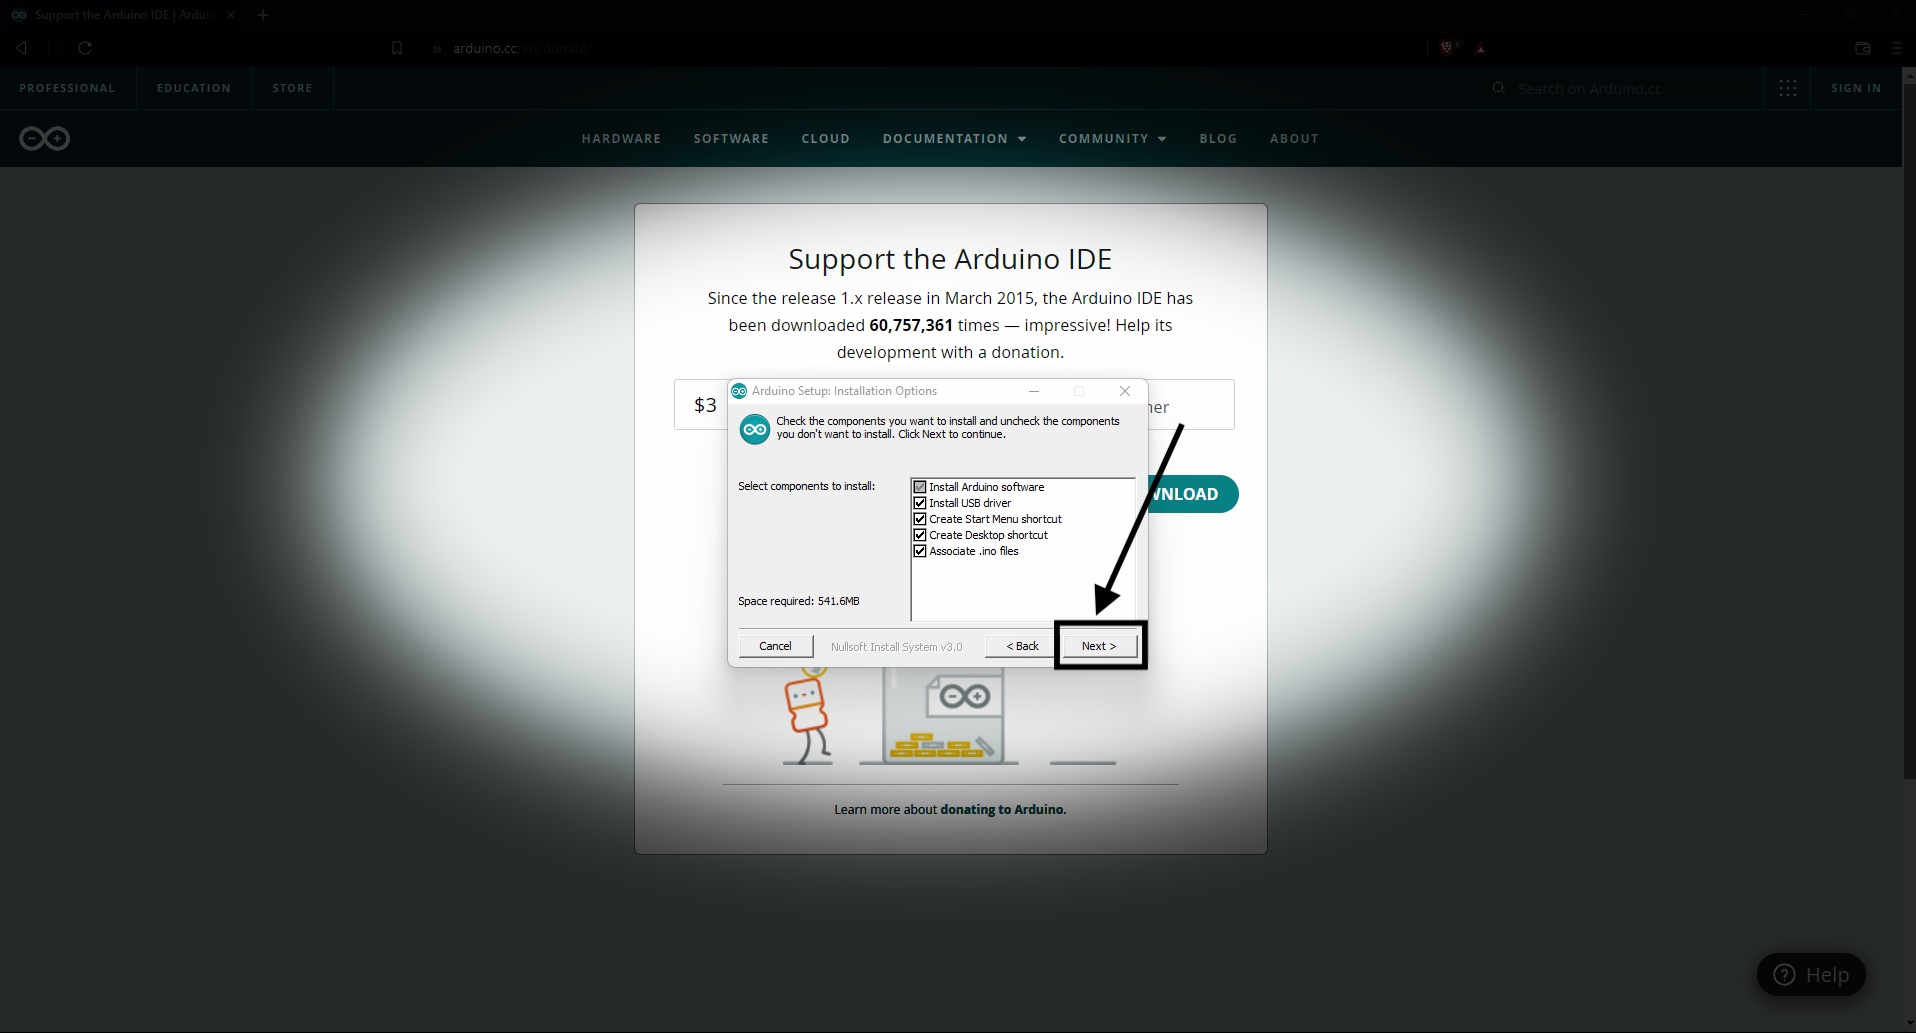 Support the Arduino IDE | Ardui
arduino.cc/en/donate/
PROFESSIONAL
EDUCATION
STORE
Search on Arduino.cc
SIGN IN
HARDWARE
SOFTWARE
CLOUD
DOCUMENTATION
COMMUNITY
BLOG
ABOUT
Support the Arduino IDE
Since the release 1.x release in March 2015, the Arduino IDE has
been downloaded 60,757,361 times — impressive! Help its
development with a donation.
$3
her
WNLOAD
Arduino Setup: Installation Options
Check the components you want to install and uncheck the components
you don't want to install. Click Next to continue.
Select components to install:
Install Arduino software
Install USB driver
Create Start Menu shortcut
Create Desktop shortcut
Associate .ino files
Space required: 541.6MB
Cancel
Nullsoft Install System v3.0
< Back
Next >
Learn more about donating to Arduino.
Help